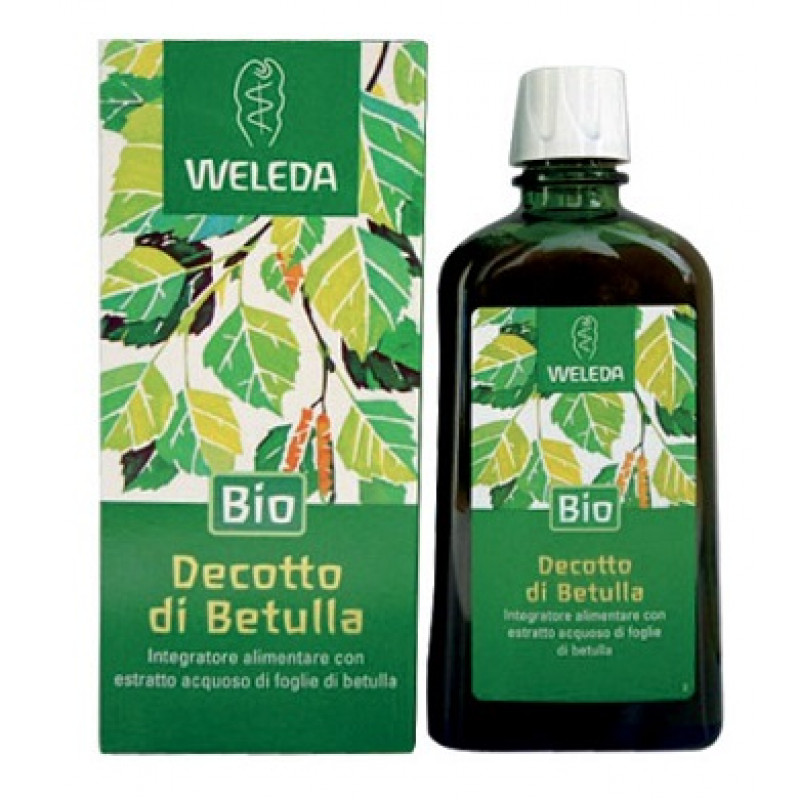 WELEDA
Bio
Decotto
di Betulla
Integratore alimentare con
estratto acquoso di foglie di betulla
WELEDA
Bio
Decotto
di Betulla
Integratore alimentare con
estratto acquoso di foglie
di betulla